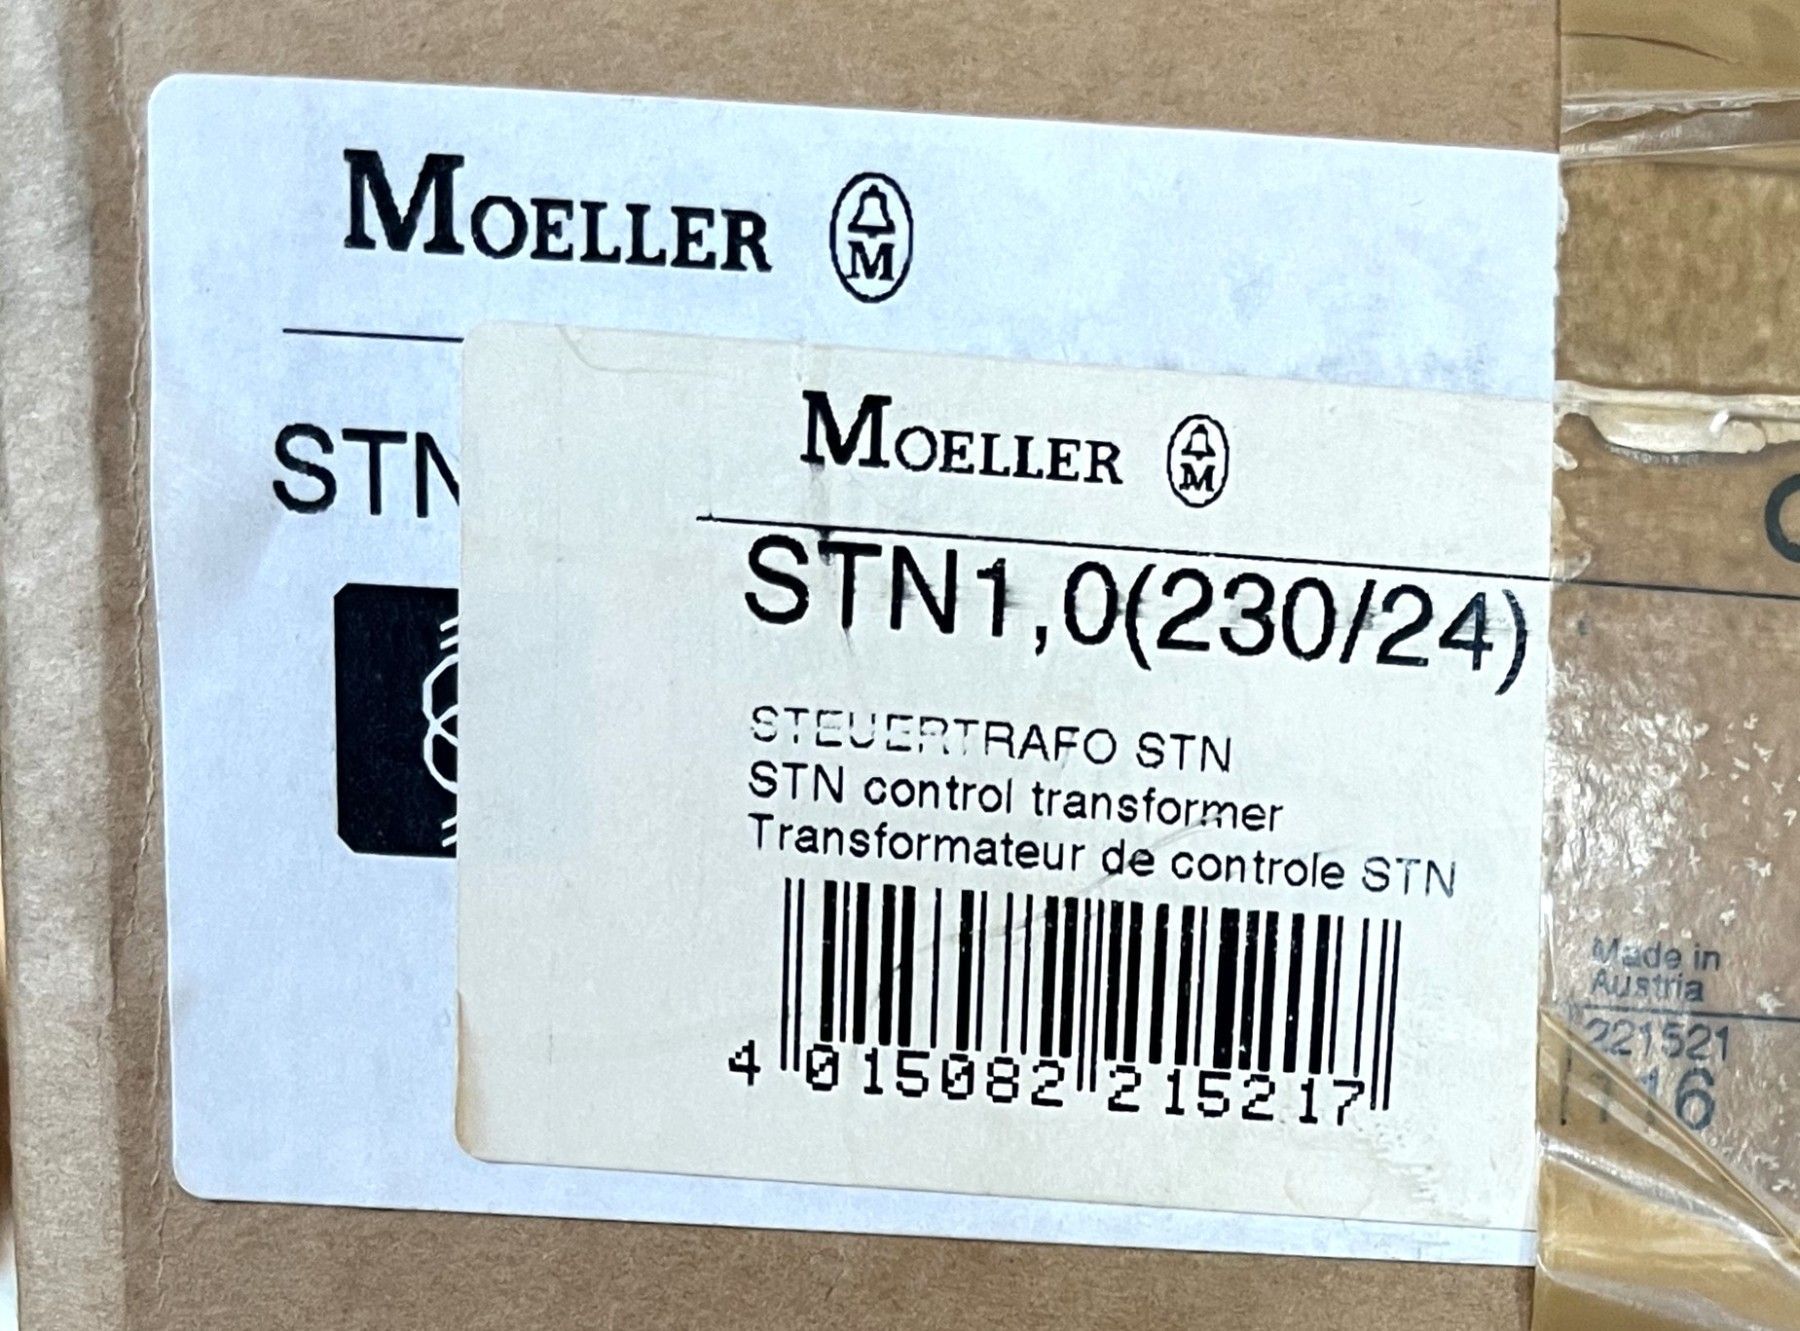 MOELLER
M
STN
MOELLER
M
STN1,0(230/24)
STEUERTRAFO STN
STN control transformer
Transformateur de controle STN
4 015082 215217
Made in
Austria
221521